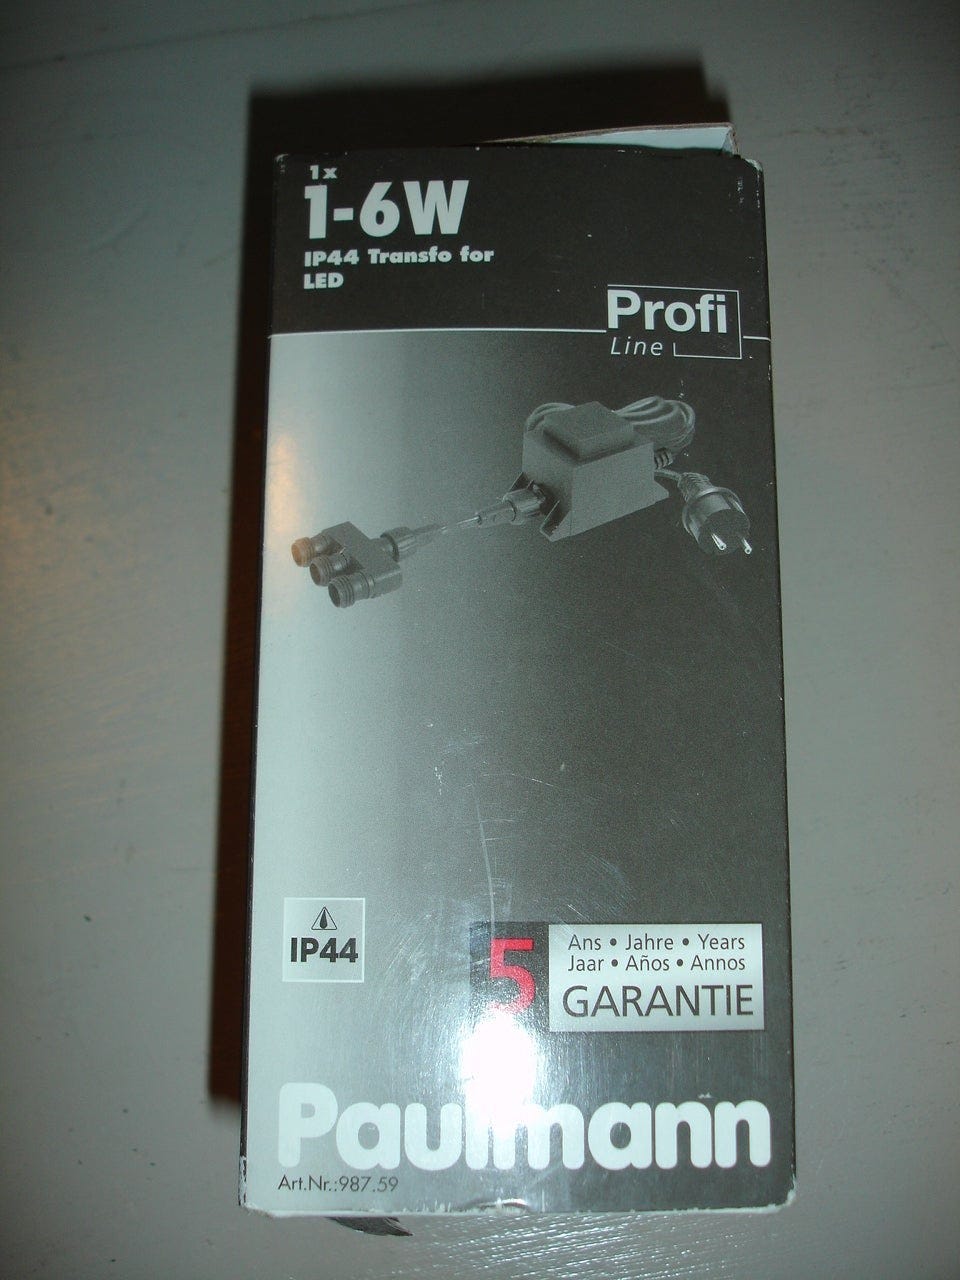 1x
1-6W
IP44 Transfo for
LED
Profi
Line
IP44
5
Ans • Jahre • Years
Jaar • Años • Annos
GARANTIE
Paulmann
Art.Nr.:987.59